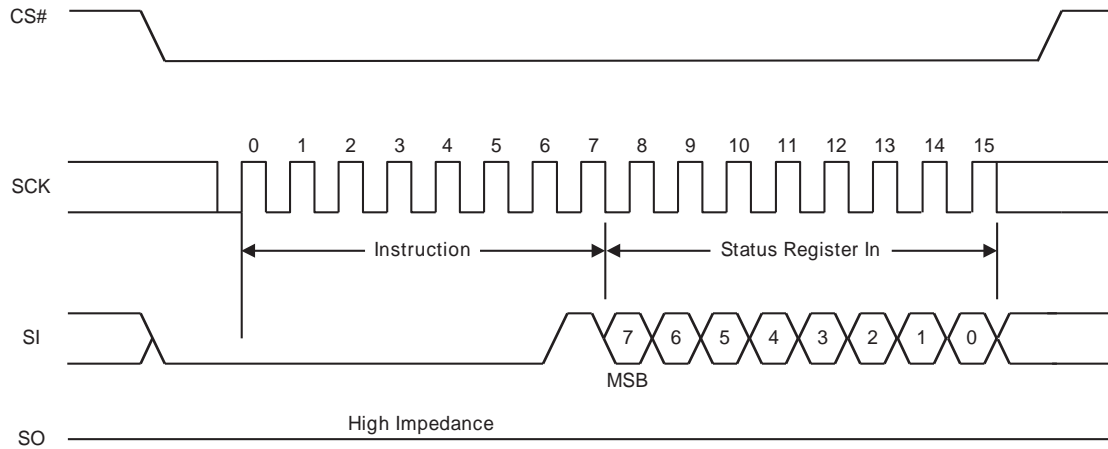 CS#
0 1 2 3 4 5 6 7 8 9 10 11 12 13 14 15
SCK
Instruction Status Register In
SI 7 6 5 4 3 2 1 0
MSB
High Impedance
SO